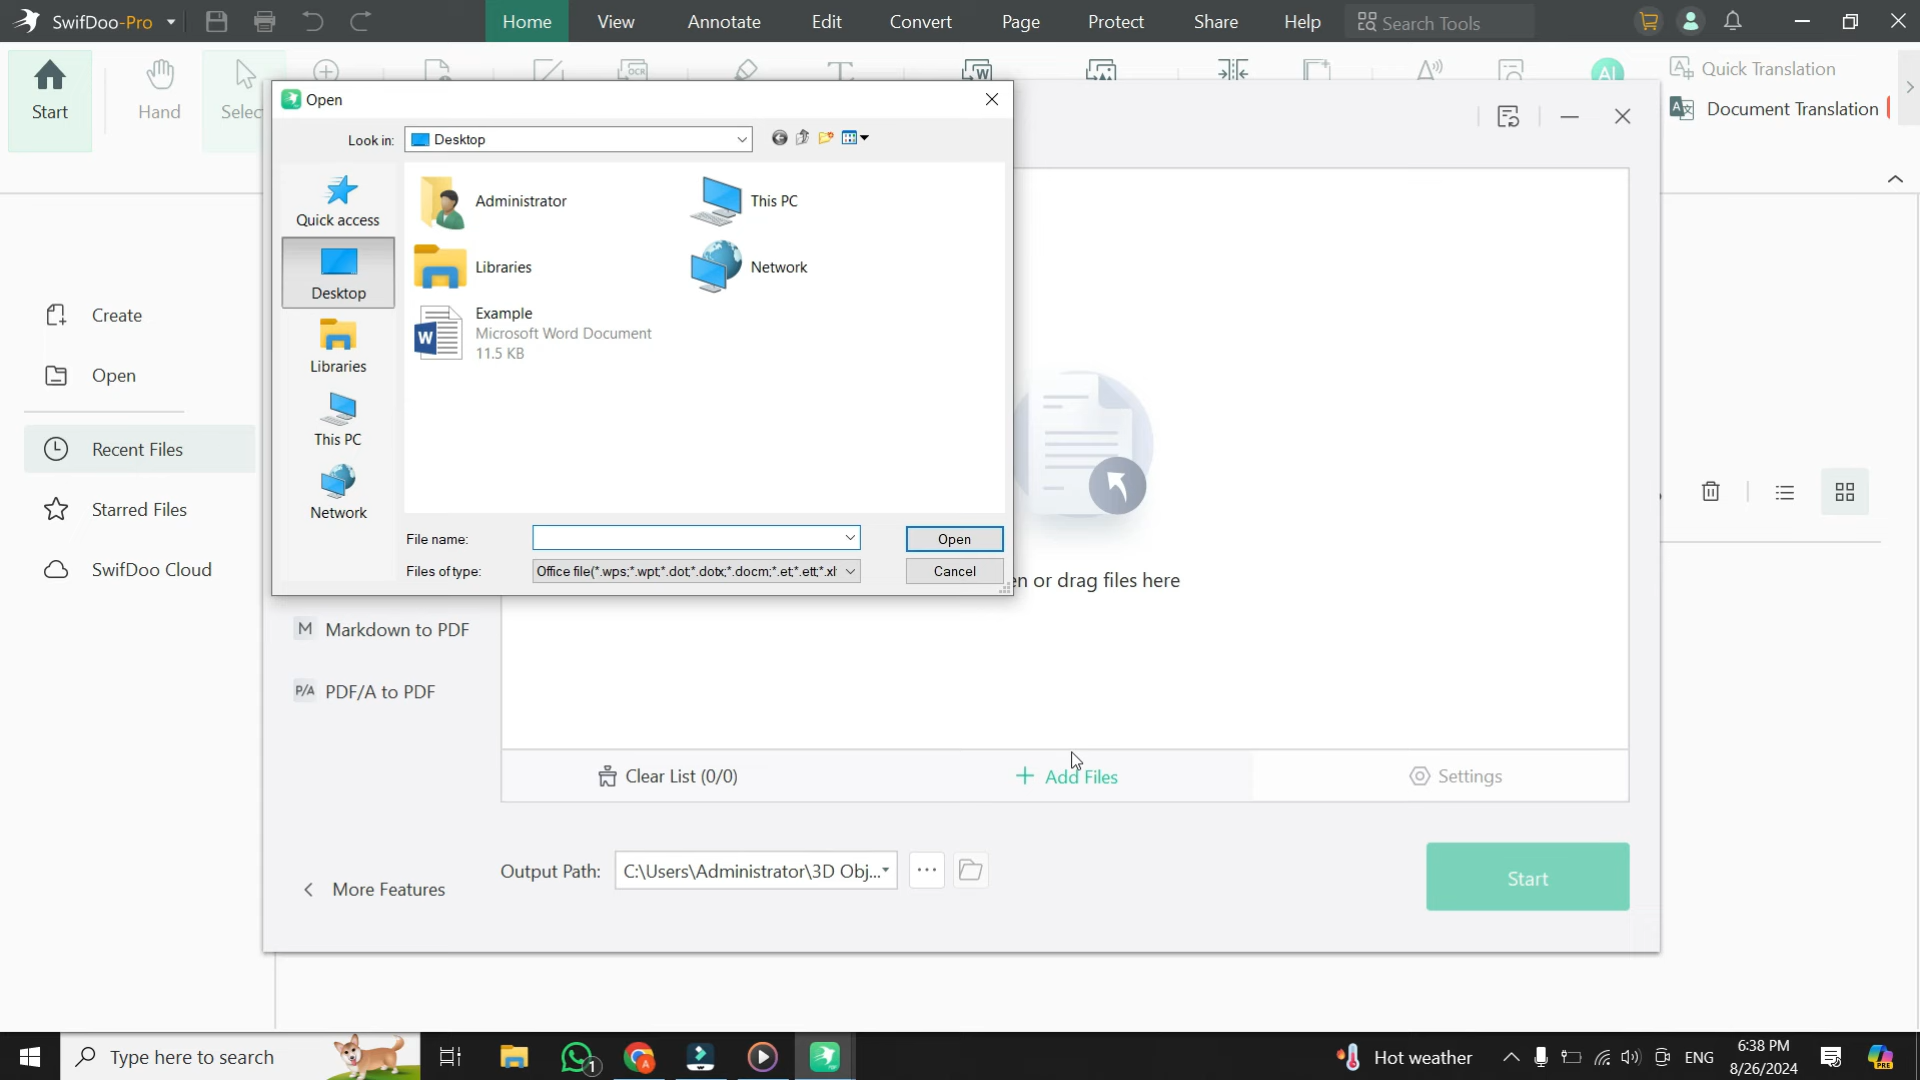 SwifDoo-Pro
Home
View
Annotate
Edit
Convert
Page
Protect
Share
Help
Search Tools
Start
Hand
Selec
AI
Quick Translation
Document Translation
Open
Look in:
Desktop
Quick access
Desktop
Libraries
This PC
Network
Administrator
This PC
Libraries
Network
Example
Microsoft Word Document
11.5 KB
File name:
Open
Files of type:
Office file(*.wps;*.wpt;*.dot;*.dotx;*.docm;*.et;*.ett;*.xl
Cancel
Create
Open
Recent Files
Starred Files
SwifDoo Cloud
en or drag files here
M Markdown to PDF
P/A PDF/A to PDF
Clear List (0/0)
Add Files
Settings
Output Path:
C:\Users\Administrator\3D Obj...
More Features
Start
Type here to search
1
Hot weather
ENG
6:38 PM
8/26/2024